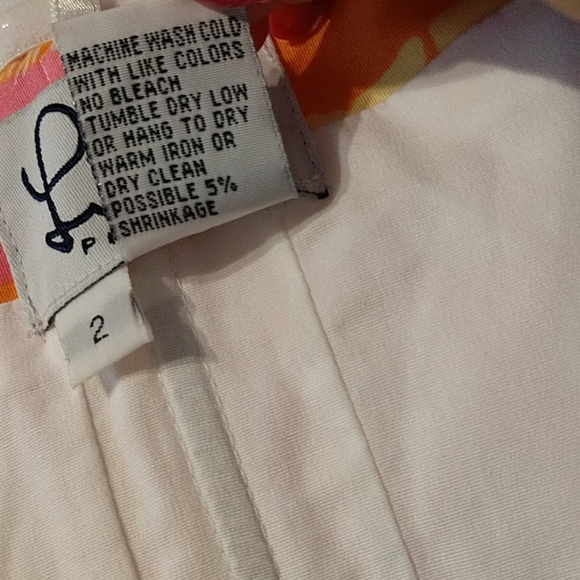 MACHINE WASH COLD
WITH LIKE COLORS
NO BLEACH
TUMBLE DRY LOW
OR HANG TO DRY
WARM IRON OR
DRY CLEAN
POSSIBLE 5%
SHRINKAGE
L
P
2